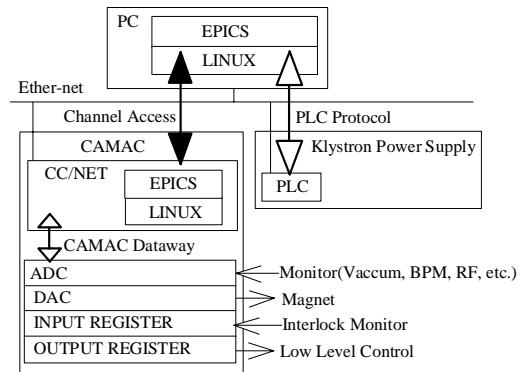 PC
EPICS
LINUX
Ether-net
Channel Access
PLC Protocol
CAMAC
Klystron Power Supply
CC/NET
EPICS
PLC
LINUX
CAMAC Dataway
ADC
Monitor(Vaccum, BPM, RF, etc.)
DAC
Magnet
INPUT REGISTER
Interlock Monitor
OUTPUT REGISTER
Low Level Control